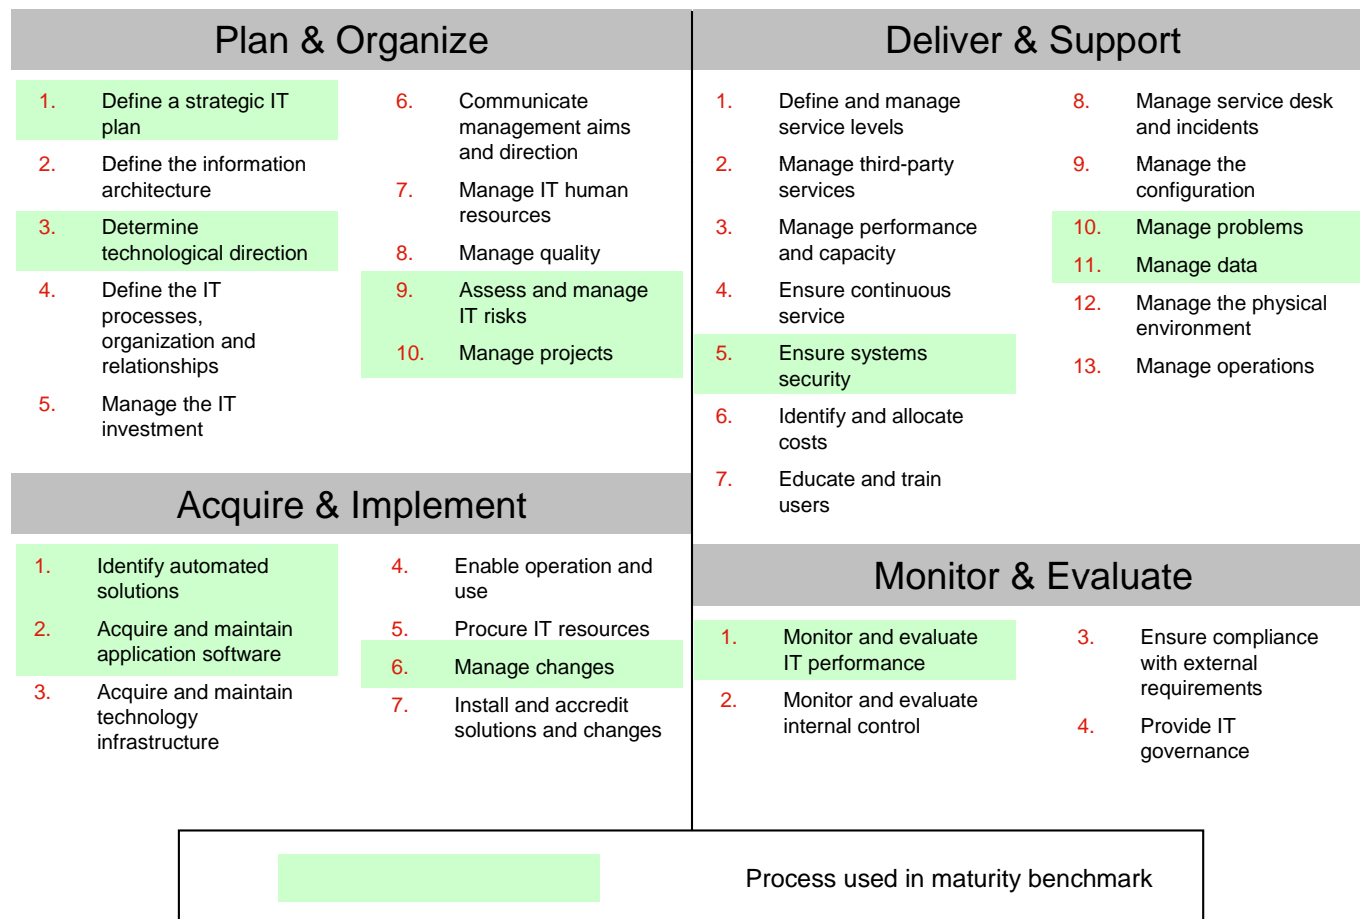 Plan & Organize
1. Define a strategic IT
plan
2. Define the information
architecture
3. Determine
technological direction
4. Define the IT
processes,
organization and
relationships
5. Manage the IT
investment
6. Communicate
management aims
and direction
7. Manage IT human
resources
8. Manage quality
9. Assess and manage
IT risks
10. Manage projects
Acquire & Implement
1. Identify automated
solutions
2. Acquire and maintain
application software
3. Acquire and maintain
technology
infrastructure
4. Enable operation and
use
5. Procure IT resources
6. Manage changes
7. Install and accredit
solutions and changes
Deliver & Support
1. Define and manage
service levels
2. Manage third-party
services
3. Manage performance
and capacity
4. Ensure continuous
service
5. Ensure systems
security
6. Identify and allocate
costs
7. Educate and train
users
8. Manage service desk
and incidents
9. Manage the
configuration
10. Manage problems
11. Manage data
12. Manage the physical
environment
13. Manage operations
Monitor & Evaluate
1. Monitor and evaluate
IT performance
2. Monitor and evaluate
internal control
3. Ensure compliance
with external
requirements
4. Provide IT
governance
Process used in maturity benchmark